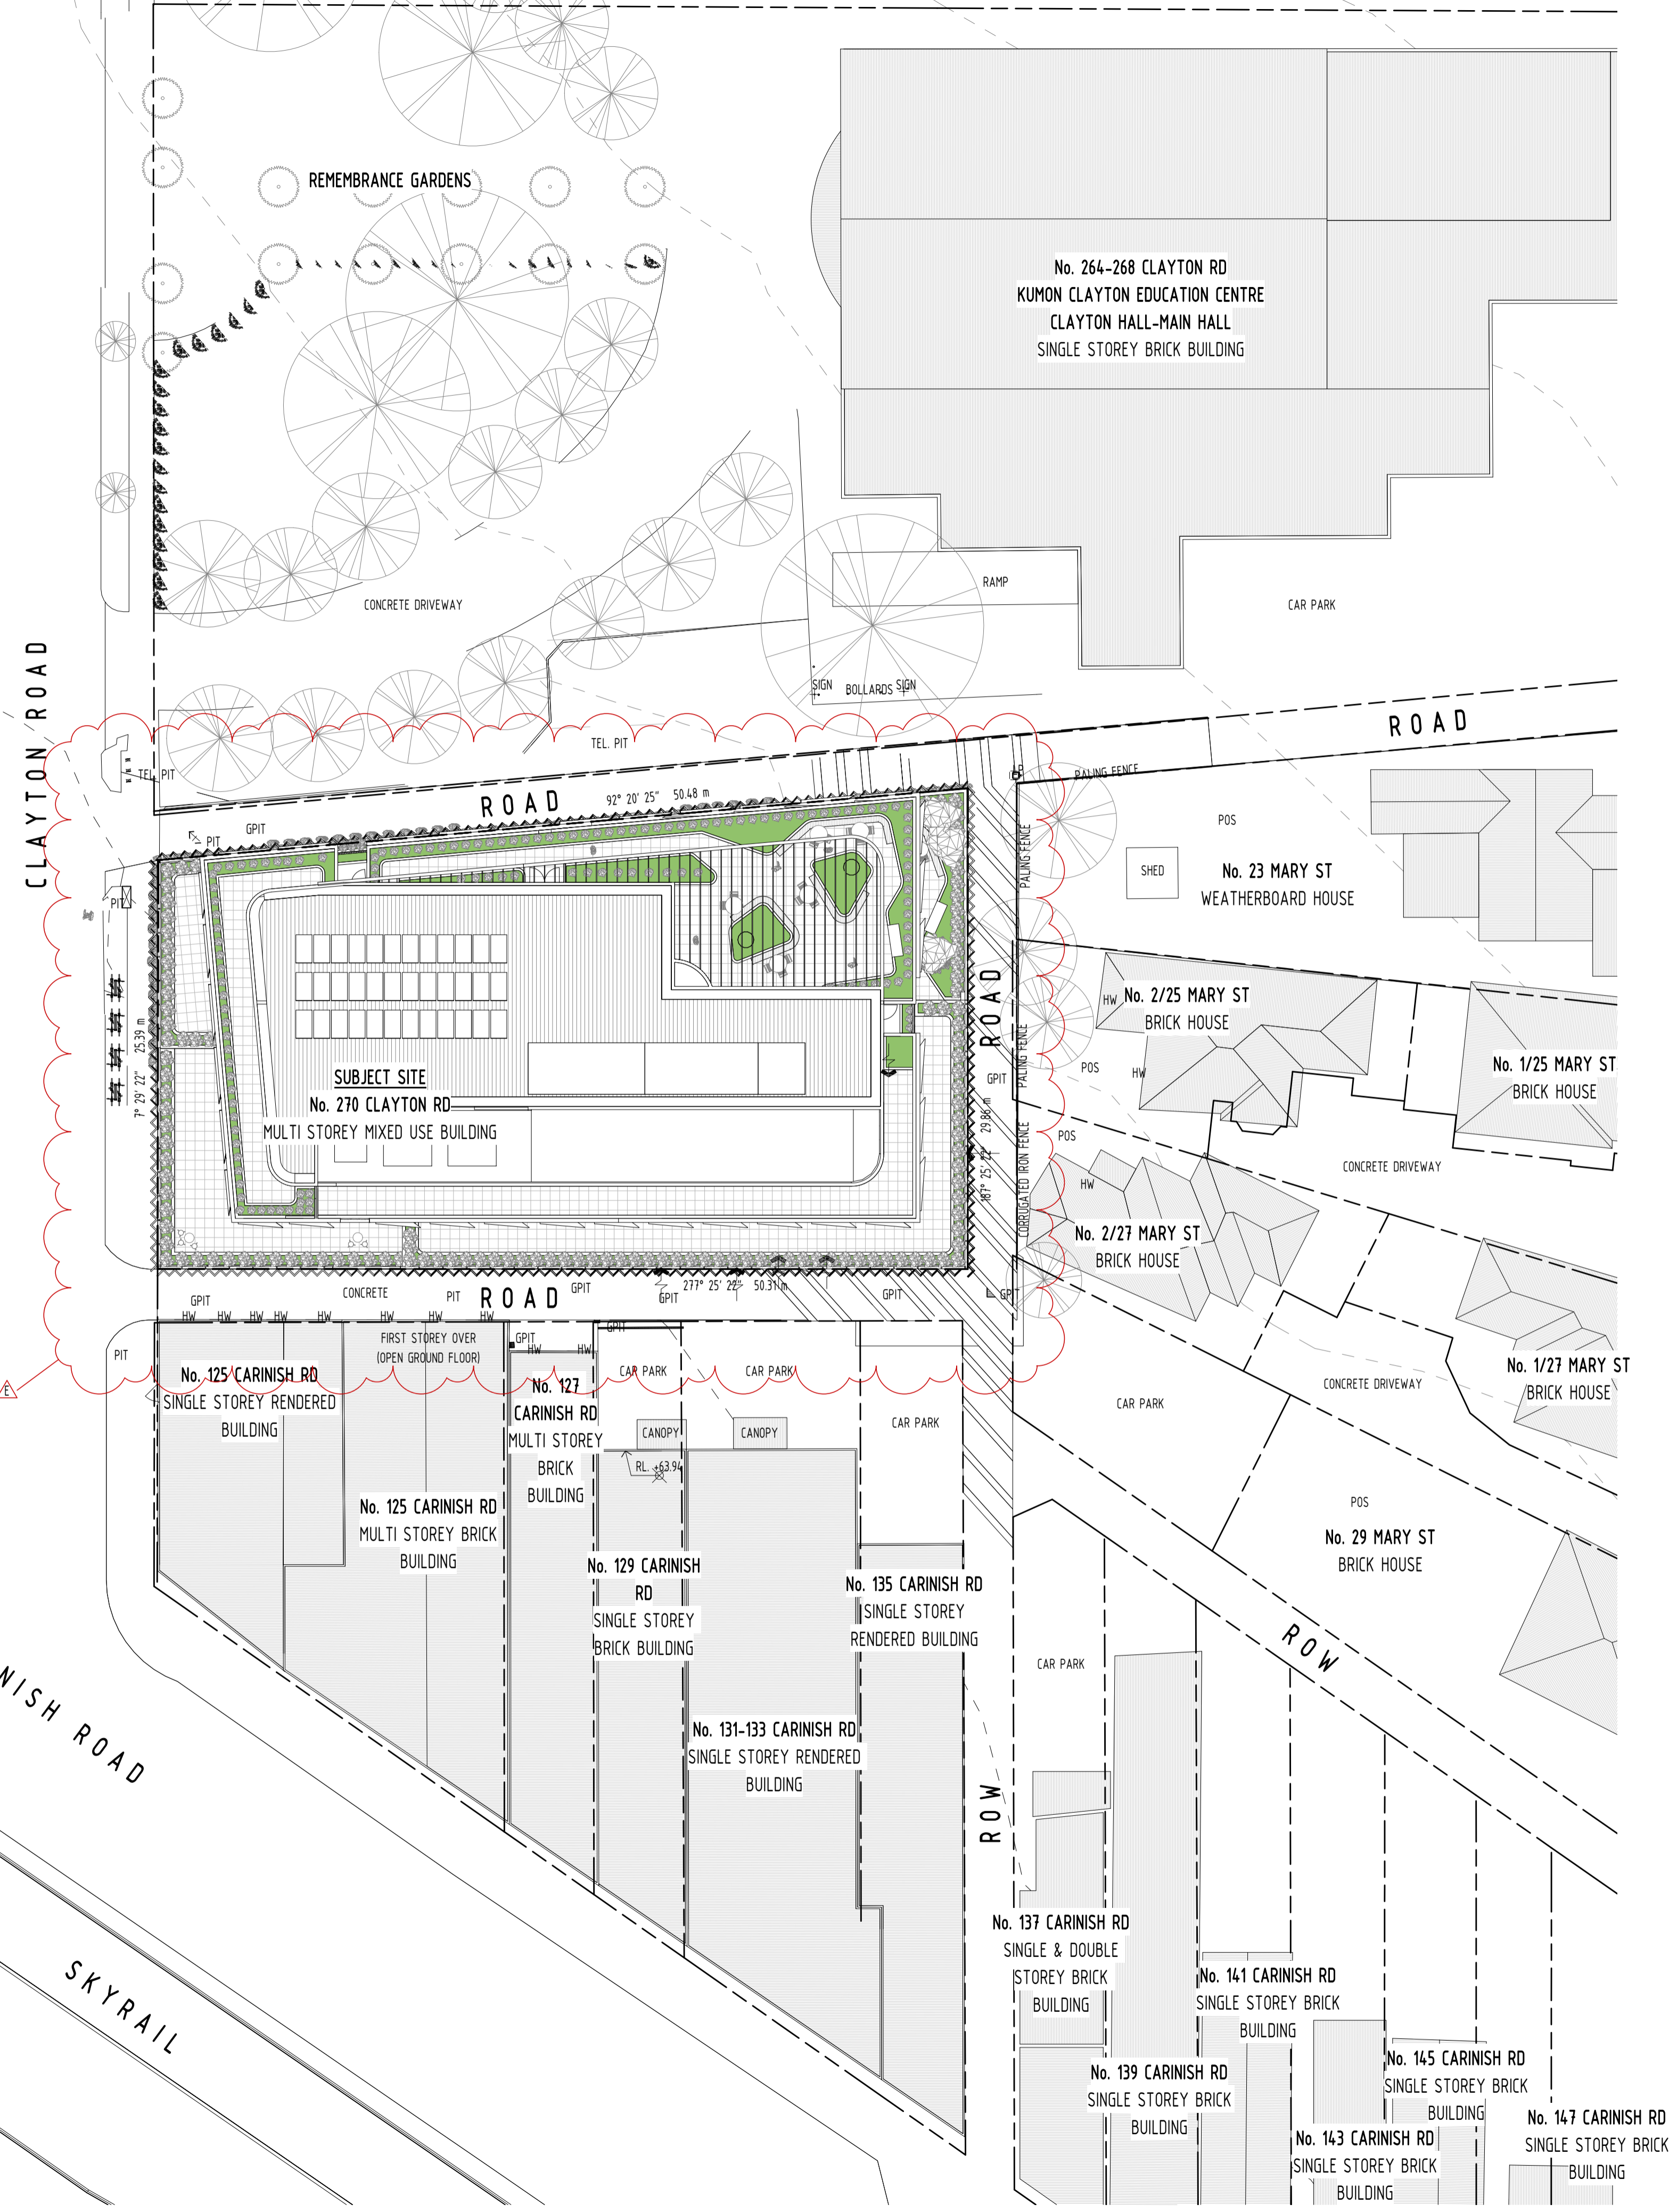 REMEMBRANCE GARDENS
No. 264-268 CLAYTON RD
KUMON CLAYTON EDUCATION CENTRE
CLAYTON HALL-MAIN HALL
SINGLE STOREY BRICK BUILDING
RAMP
CONCRETE DRIVEWAY
CAR PARK
CLAYTON ROAD
SIGN
BOLLARDS
SIGN
TEL. PIT
ROAD
TEL. PIT
PALING FENCE
ROAD
92° 20' 25" 50.48 m
GPIT
PIT
POS
PALING FENCE
SHED
No. 23 MARY ST
WEATHERBOARD HOUSE
PIT
ROAD
HW
No. 2/25 MARY ST
BRICK HOUSE
7° 29' 22" 25.39 m
PALING FENCE
POS
HW
GPIT
No. 1/25 MARY ST
BRICK HOUSE
SUBJECT SITE
No. 270 CLAYTON RD
MULTI STOREY MIXED USE BUILDING
187° 25' 22" 29.86 m
CORRUGATED IRON FENCE
POS
CONCRETE DRIVEWAY
HW
No. 2/27 MARY ST
BRICK HOUSE
277° 25' 22" 50.31 m
GPIT
CONCRETE
PIT
ROAD
GPIT
GPIT
GPIT
GPIT
HW
HW
HW
HW
HW
HW
HW
HW
PIT
FIRST STOREY OVER
(OPEN GROUND FLOOR)
GPIT
HW
HW
GPIT
CAR PARK
CAR PARK
E
No. 125 CARINISH RD
SINGLE STOREY RENDERED
BUILDING
No. 127
CARINISH RD
MULTI STOREY
BRICK
BUILDING
CANOPY
CANOPY
CAR PARK
RL. +63.94
CAR PARK
CONCRETE DRIVEWAY
No. 1/27 MARY ST
BRICK HOUSE
No. 125 CARINISH RD
MULTI STOREY BRICK
BUILDING
POS
No. 29 MARY ST
BRICK HOUSE
No. 129 CARINISH
RD
SINGLE STOREY
BRICK BUILDING
No. 135 CARINISH RD
SINGLE STOREY
RENDERED BUILDING
ROW
CAR PARK
NISH ROAD
No. 131-133 CARINISH RD
SINGLE STOREY RENDERED
BUILDING
ROW
SKYRAIL
No. 137 CARINISH RD
SINGLE & DOUBLE
STOREY BRICK
BUILDING
No. 141 CARINISH RD
SINGLE STOREY BRICK
BUILDING
No. 139 CARINISH RD
SINGLE STOREY BRICK
BUILDING
No. 145 CARINISH RD
SINGLE STOREY BRICK
BUILDING
No. 143 CARINISH RD
SINGLE STOREY BRICK
BUILDING
No. 147 CARINISH RD
SINGLE STOREY BRICK
BUILDING